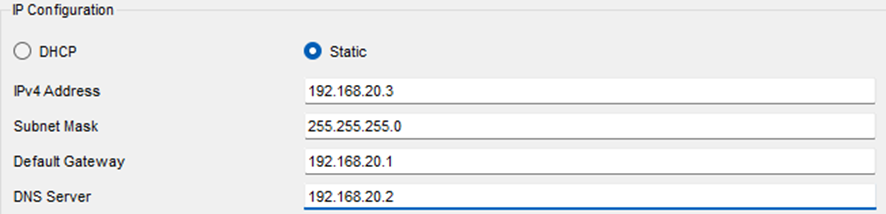 IP Configuration
DHCP Static
IPv4 Address 192.168.20.3
Subnet Mask 255.255.255.0
Default Gateway 192.168.20.1
DNS Server 192.168.20.2